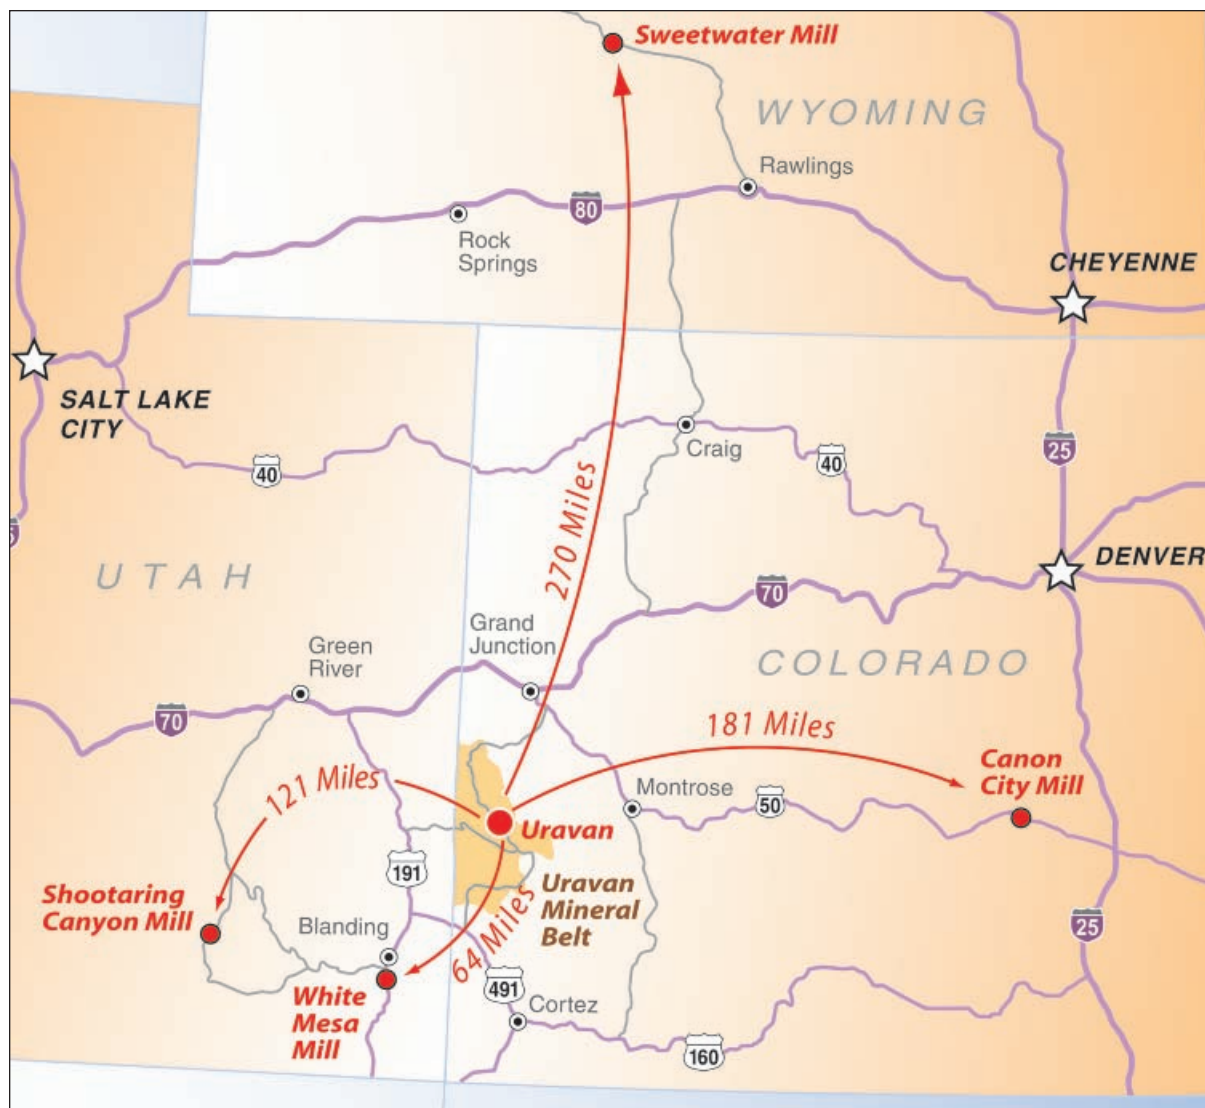 Sweetwater Mill
WYOMING
Rawlings
80
Rock
Springs
CHEYENNE
SALT LAKE
CITY
40
Craig
40
25
270 Miles
DENVER
UTAH
70
Grand
Junction
Green
River
COLORADO
70
181 Miles
121 Miles
Canon
City Mill
Montrose
50
Uravan
191
Uravan
Mineral
Belt
Shootaring
Canyon Mill
64 Miles
Blanding
25
491
White
Mesa
Mill
Cortez
160